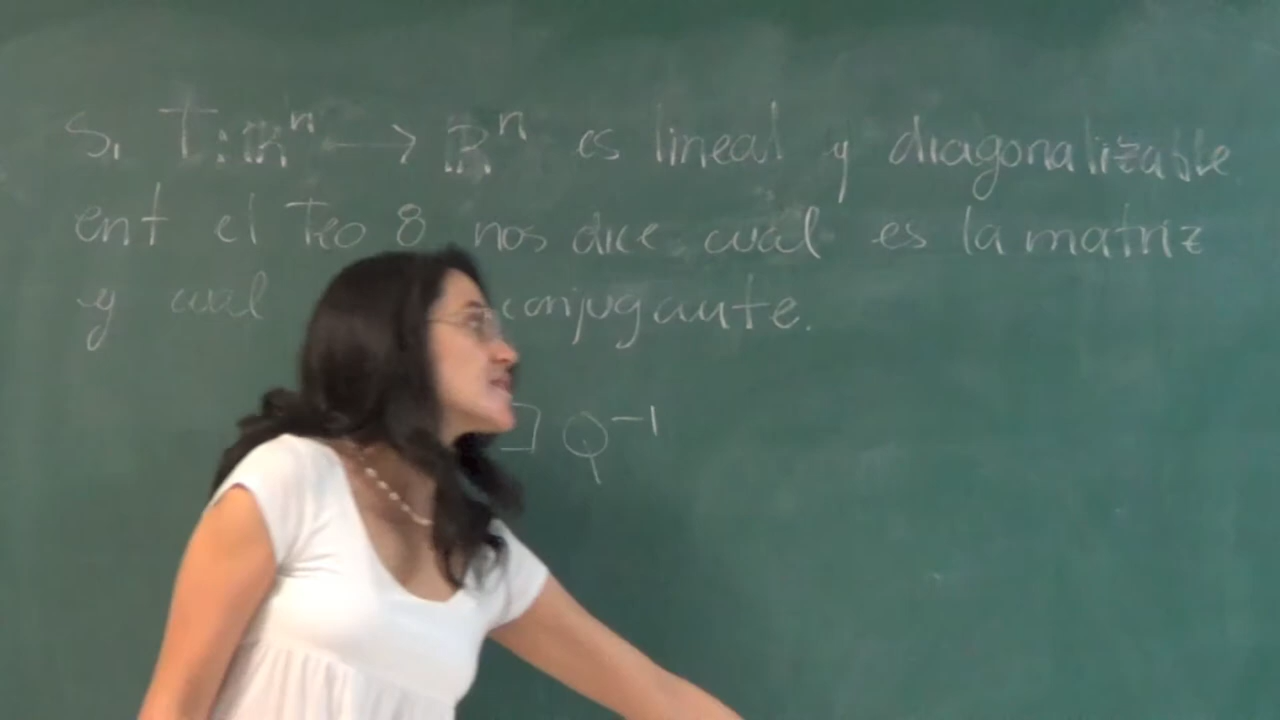 Si T: ℝⁿ → ℝⁿ es lineal y diagonalizable
ent el Teo 8 nos dice cual es la matriz
y cual conjugante.
] Q⁻¹